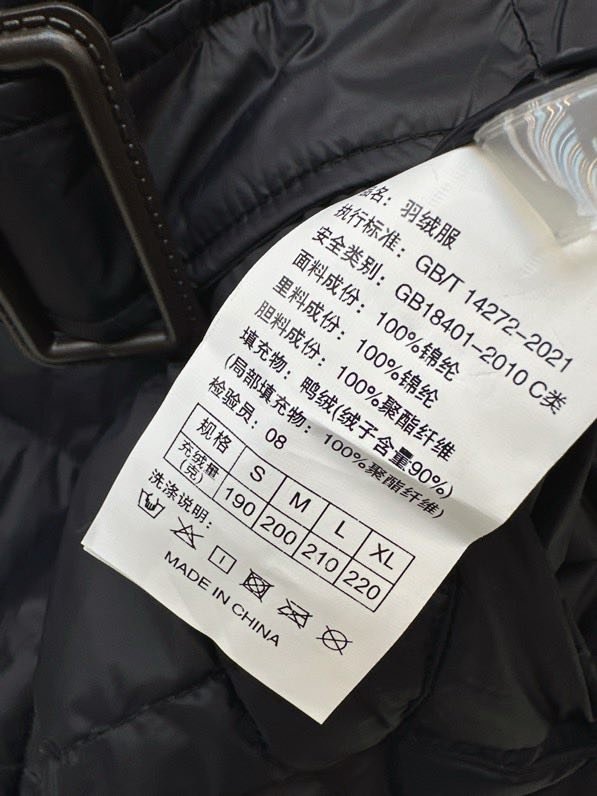 品名：羽绒服
执行标准：GB/T 14272-2021
安全类别：GB18401-2010 C类
面料成份：100%锦纶
里料成份：100%锦纶
胆料成份：100%聚酯纤维
填充物：鸭绒(绒子含量90%)
(局部填充物：100%聚酯纤维)
检验员：08
规格 S M L XL
充绒量(克) 190 200 210 220
洗涤说明：
MADE IN CHINA